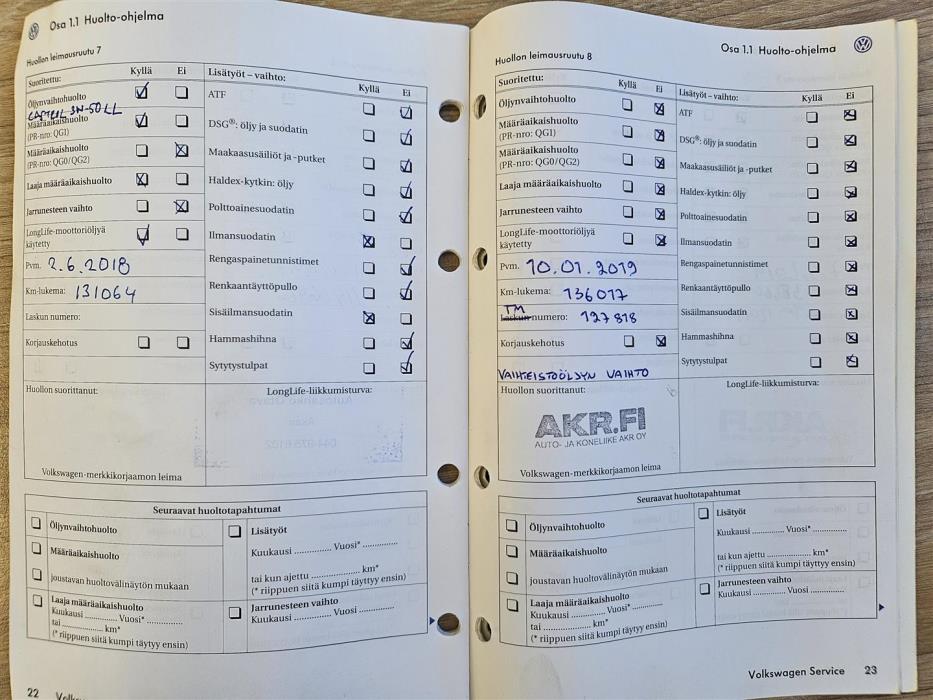 Osa 1.1 Huolto-ohjelma
Huollon leimausruutu 7
Suoritettu: Kyllä Ei
Öljynvaihtohuolto
Määräaikaishuolto
(PR-nro: QG1)
Määräaikaishuolto
(PR-nro: QG0/QG2)
Laaja määräaikaishuolto
Jarrunesteen vaihto
LongLife-moottoriöljyä
käytetty
Pvm. 2.6.2018
Km-lukema: 131064
Laskun numero:
Korjauskehotus
Lisätyöt – vaihto: Kyllä Ei
ATF
DSG®: öljy ja suodatin
Maakaasusäiliöt ja -putket
Haldex-kytkin: öljy
Polttoainesuodatin
Ilmansuodatin
Rengaspainetunnistimet
Renkaantäyttöpullo
Sisäilmansuodatin
Hammashihna
Sytytystulpat
Huollon suorittanut:
LongLife-liikkumisturva:
Volkswagen-merkkikorjaamon leima
Seuraavat huoltotapahtumat
Öljynvaihtohuolto
Määräaikaishuolto
joustavan huoltovälinäytön mukaan
Laaja määräaikaishuolto
Kuukausi .......... Vuosi* ..........
tai .............. km*
(* riippuen siitä kumpi täytyy ensin)
Lisätyöt
Kuukausi .............. Vuosi* .............
tai kun ajettu .................... km*
(* riippuen siitä kumpi täytyy ensin)
Jarrunesteen vaihto
Kuukausi .............. Vuosi .............
22
Osa 1.1 Huolto-ohjelma
Huollon leimausruutu 8
Suoritettu: Kyllä Ei
Öljynvaihtohuolto
Määräaikaishuolto
(PR-nro: QG1)
Määräaikaishuolto
(PR-nro: QG0/QG2)
Laaja määräaikaishuolto
Jarrunesteen vaihto
LongLife-moottoriöljyä
käytetty
Pvm. 10.01.2019
Km-lukema: 136017
TM
Laskun numero: 127818
Korjauskehotus
VAIHTEISTOÖLJYN VAIHTO
Lisätyöt – vaihto: Kyllä Ei
ATF
DSG®: öljy ja suodatin
Maakaasusäiliöt ja -putket
Haldex-kytkin: öljy
Polttoainesuodatin
Ilmansuodatin
Rengaspainetunnistimet
Renkaantäyttöpullo
Sisäilmansuodatin
Hammashihna
Sytytystulpat
Huollon suorittanut:
LongLife-liikkumisturva:
AKR.FI
AUTO- JA KONELIIKE AKR OY
Volkswagen-merkkikorjaamon leima
Seuraavat huoltotapahtumat
Öljynvaihtohuolto
Määräaikaishuolto
joustavan huoltovälinäytön mukaan
Laaja määräaikaishuolto
Kuukausi .......... Vuosi* ..........
tai .............. km*
(* riippuen siitä kumpi täytyy ensin)
Lisätyöt
Kuukausi .............. Vuosi* .............
tai kun ajettu .................... km*
(* riippuen siitä kumpi täytyy ensin)
Jarrunesteen vaihto
Kuukausi .............. Vuosi .............
Volkswagen Service 23